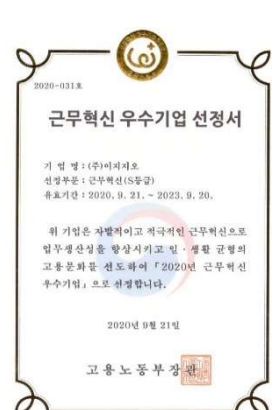 2020-031호
근무혁신 우수기업 선정서
기 업 명 : (주)이지지오
선정부문 : 근무혁신(S등급)
유효기간 : 2020. 9. 21. ~ 2023. 9. 20.
위 기업은 자발적이고 적극적인 근무혁신으로
업무생산성을 향상시키고 일·생활 균형의
고용문화를 선도하여 「2020년 근무혁신
우수기업」으로 선정합니다.
2020년 9월 21일
고용노동부장관